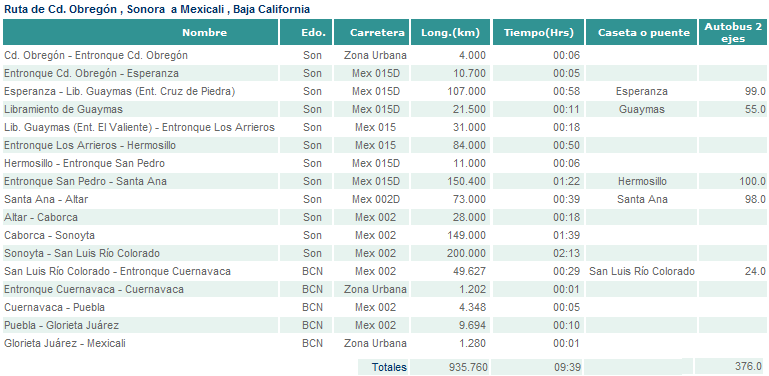 Ruta de Cd. Obregón , Sonora a Mexicali , Baja California
Nombre Edo. Carretera Long.(km) Tiempo(Hrs) Caseta o puente Autobus 2 ejes
Cd. Obregón - Entronque Cd. Obregón Son Zona Urbana 4.000 00:06
Entronque Cd. Obregón - Esperanza Son Mex 015D 10.700 00:05
Esperanza - Lib. Guaymas (Ent. Cruz de Piedra) Son Mex 015D 107.000 00:58 Esperanza 99.0
Libramiento de Guaymas Son Mex 015D 21.500 00:11 Guaymas 55.0
Lib. Guaymas (Ent. El Valiente) - Entronque Los Arrieros Son Mex 015 31.000 00:18
Entronque Los Arrieros - Hermosillo Son Mex 015 84.000 00:50
Hermosillo - Entronque San Pedro Son Mex 015D 11.000 00:06
Entronque San Pedro - Santa Ana Son Mex 015D 150.400 01:22 Hermosillo 100.0
Santa Ana - Altar Son Mex 002D 73.000 00:39 Santa Ana 98.0
Altar - Caborca Son Mex 002 28.000 00:18
Caborca - Sonoyta Son Mex 002 149.000 01:39
Sonoyta - San Luis Río Colorado Son Mex 002 200.000 02:13
San Luis Río Colorado - Entronque Cuernavaca BCN Mex 002 49.627 00:29 San Luis Río Colorado 24.0
Entronque Cuernavaca - Cuernavaca BCN Zona Urbana 1.202 00:01
Cuernavaca - Puebla BCN Mex 002 4.348 00:05
Puebla - Glorieta Juárez BCN Mex 002 9.694 00:10
Glorieta Juárez - Mexicali BCN Zona Urbana 1.280 00:01
Totales 935.760 09:39 376.0